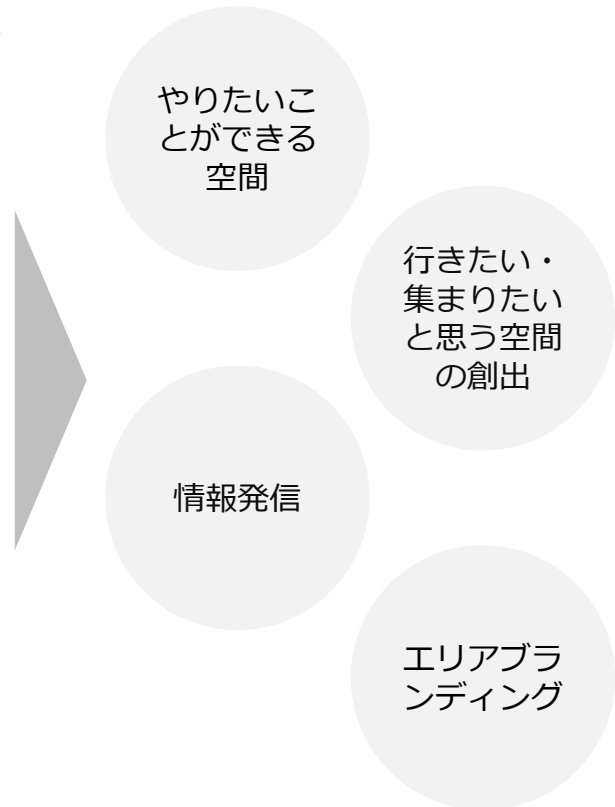 やりたいこ
とができる
空間
行きたい・
集まりたい
と思う空間
の創出
情報発信
エリアブラ
ンディング